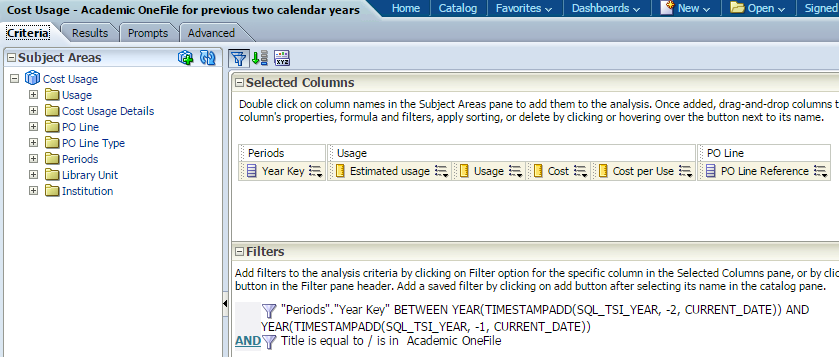 Cost Usage - Academic OneFile for previous two calendar years
Home Catalog Favorites Dashboards New Open Signed
Criteria Results Prompts Advanced
Subject Areas
Cost Usage
Usage
Cost Usage Details
PO Line
PO Line Type
Periods
Library Unit
Institution
XYZ
Selected Columns
Double click on column names in the Subject Areas pane to add them to the analysis. Once added, drag-and-drop columns t
column's properties, formula and filters, apply sorting, or delete by clicking or hovering over the button next to its name.
Periods Usage PO Line
Year Key Estimated usage Usage Cost Cost per Use PO Line Reference
Filters
Add filters to the analysis criteria by clicking on Filter option for the specific column in the Selected Columns pane, or by clic
button in the Filter pane header. Add a saved filter by clicking on add button after selecting its name in the catalog pane.
"Periods"."Year Key" BETWEEN YEAR(TIMESTAMPADD(SQL_TSI_YEAR, -2, CURRENT_DATE)) AND
YEAR(TIMESTAMPADD(SQL_TSI_YEAR, -1, CURRENT_DATE))
AND Title is equal to / is in Academic OneFile